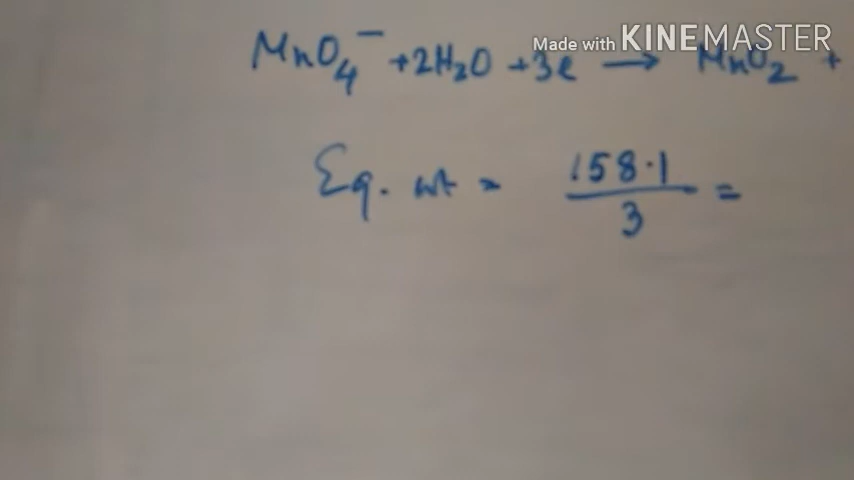 Made with KINEMASTER
MnO₄⁻ + 2H₂O + 3e → MnO₂ +
Eq. wt = 158.1/3 =